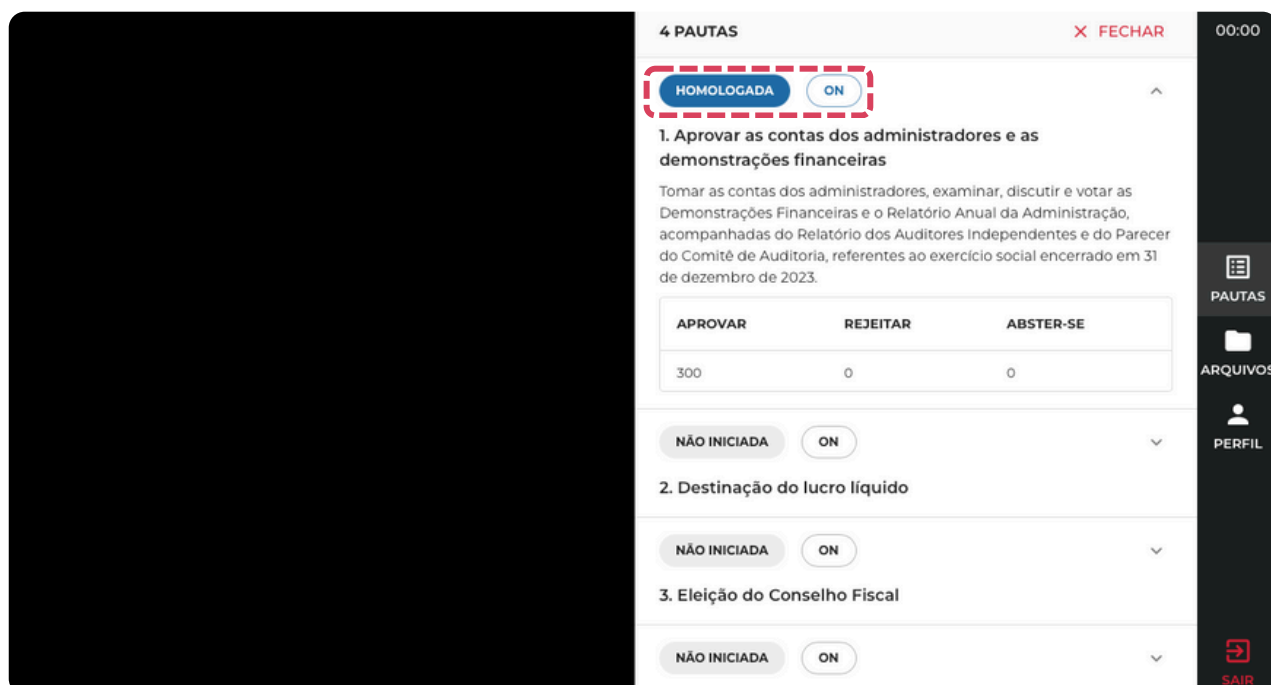 4 PAUTAS
FECHAR
00:00
HOMOLOGADA
ON
1. Aprovar as contas dos administradores e as
demonstrações financeiras
Tomar as contas dos administradores, examinar, discutir e votar as
Demonstrações Financeiras e o Relatório Anual da Administração,
acompanhadas do Relatório dos Auditores Independentes e do Parecer
do Comitê de Auditoria, referentes ao exercício social encerrado em 31
de dezembro de 2023.
APROVAR REJEITAR ABSTER-SE
300 0 0
NÃO INICIADA
ON
2. Destinação do lucro líquido
NÃO INICIADA
ON
3. Eleição do Conselho Fiscal
NÃO INICIADA
ON
PAUTAS
ARQUIVOS
PERFIL
SAIR